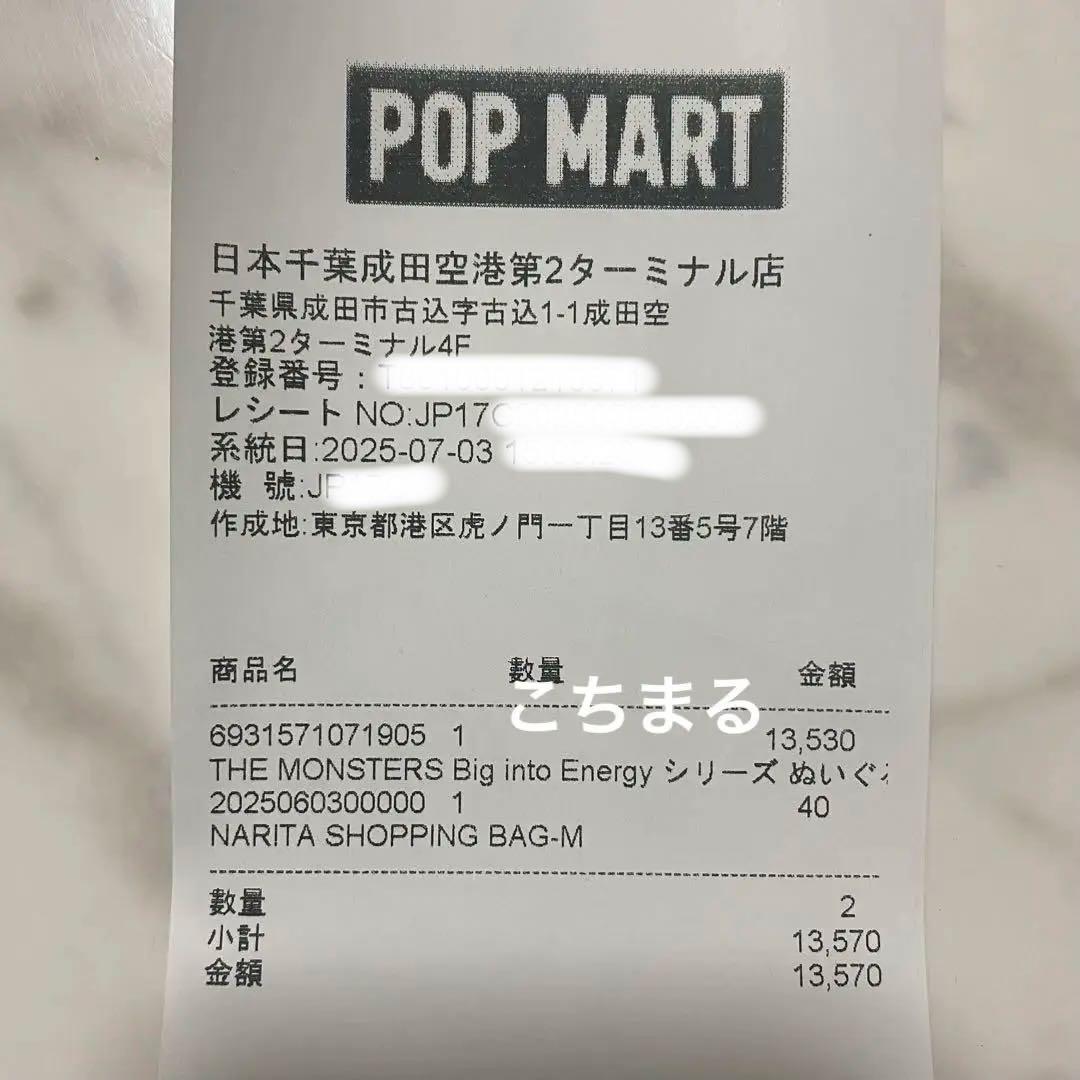 POP MART
日本千葉成田空港第2ターミナル店
千葉県成田市古込字古込1-1成田空
港第2ターミナル4F
登録番号:
レシート NO:JP17
系統日:2025-07-03
機 號:JP
作成地:東京都港区虎ノ門一丁目13番5号7階
商品名 數量 金額
こちまる
6931571071905 1 13,530
THE MONSTERS Big into Energy シリーズ ぬいぐ
2025060300000 1 40
NARITA SHOPPING BAG-M
數量 2
小計 13,570
金額 13,570